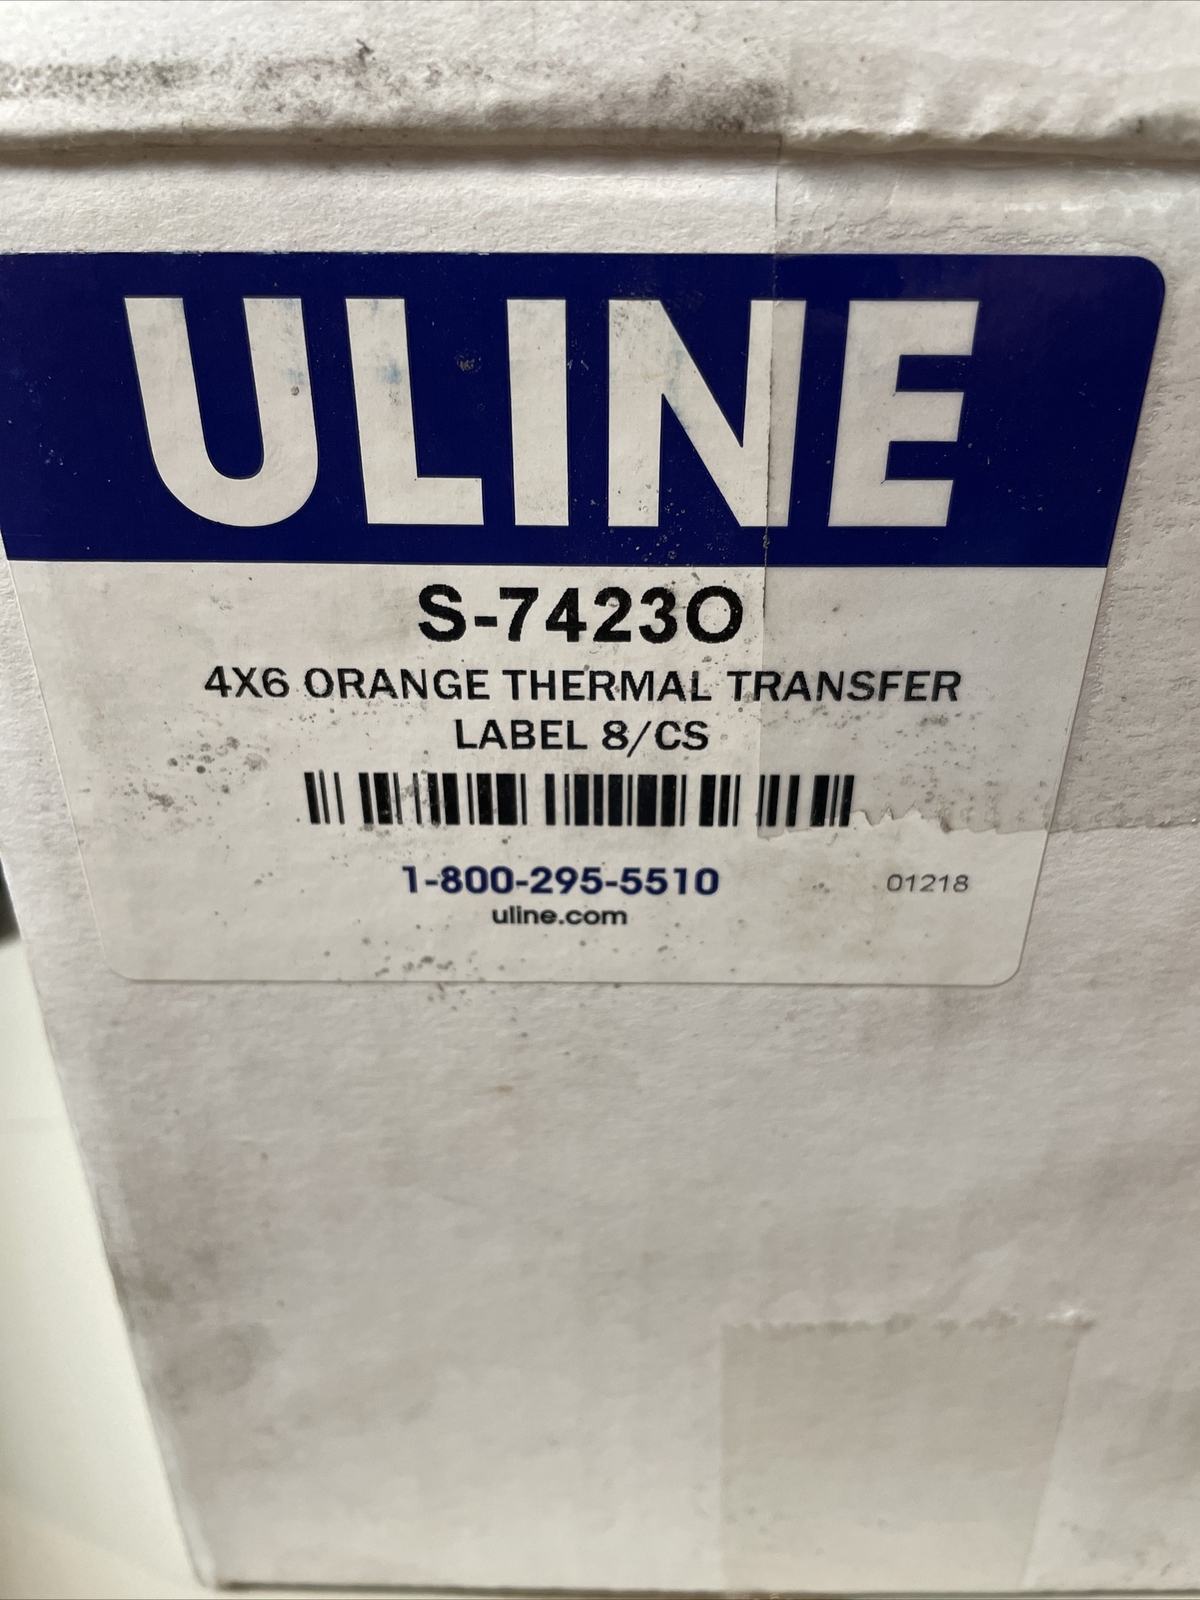 ULINE
S-7423O
4X6 ORANGE THERMAL TRANSFER
LABEL 8/CS
1-800-295-5510
01218
uline.com